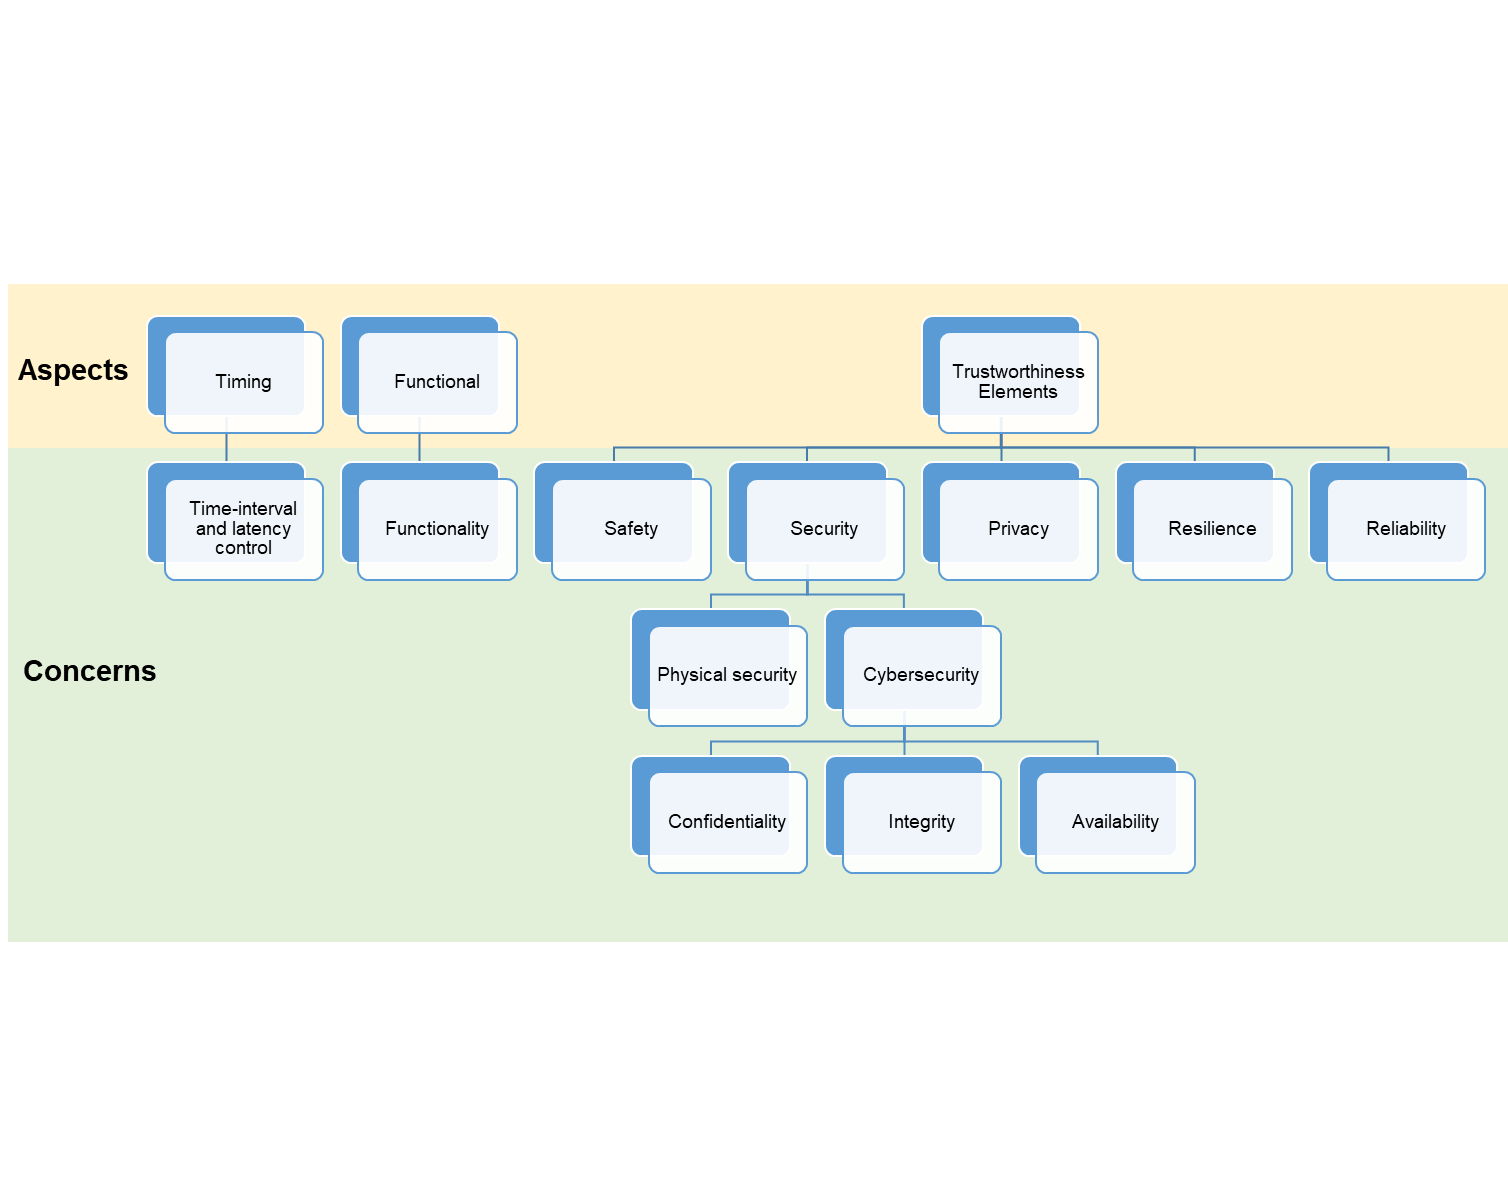 Aspects
Timing
Functional
Trustworthiness
Elements
Time-interval
and latency
control
Functionality
Safety
Security
Privacy
Resilience
Reliability
Concerns
Physical security
Cybersecurity
Confidentiality
Integrity
Availability